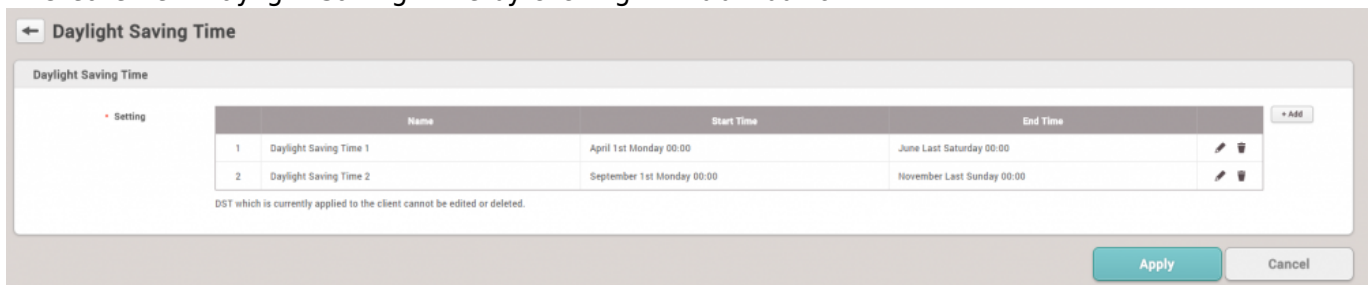 Daylight Saving Time
Daylight Saving Time
• Setting
Name Start Time End Time
+ Add
1 Daylight Saving Time 1 April 1st Monday 00:00 June Last Saturday 00:00
2 Daylight Saving Time 2 September 1st Monday 00:00 November Last Sunday 00:00
DST which is currently applied to the client cannot be edited or deleted.
Apply Cancel